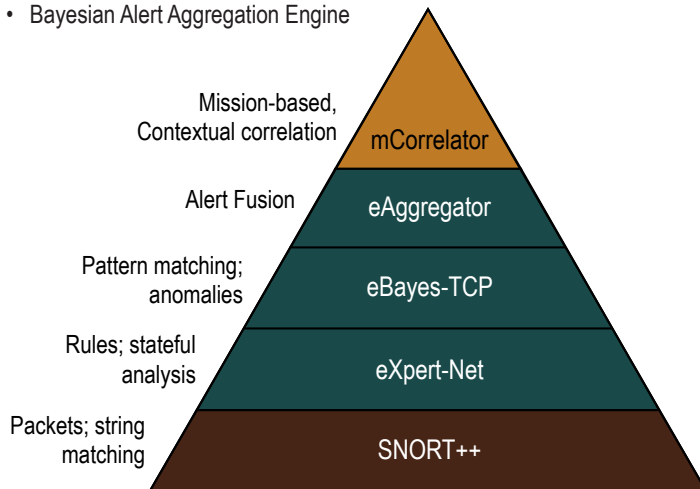 • Bayesian Alert Aggregation Engine
Mission-based,
Contextual correlation
mCorrelator
Alert Fusion
eAggregator
Pattern matching;
anomalies
eBayes-TCP
Rules; stateful
analysis
eXpert-Net
Packets; string
matching
SNORT++